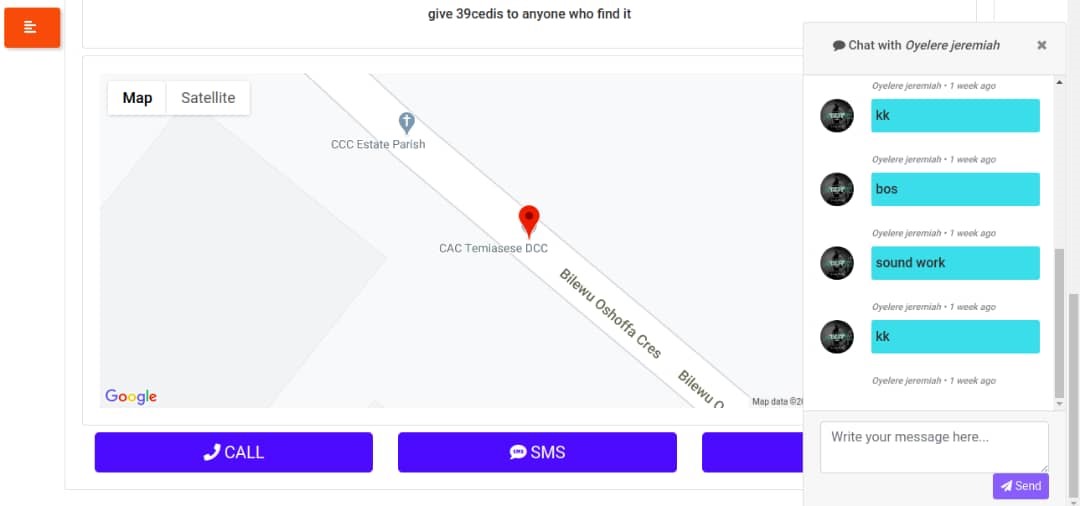 give 39cedis to anyone who find it
Map
Satellite
CCC Estate Parish
CAC Temiasese DCC
Bilewu Oshoffa Cres
Bilewu O
Google
Map data ©20
CALL
SMS
Chat with Oyelere jeremiah
Oyelere jeremiah • 1 week ago
kk
Oyelere jeremiah • 1 week ago
bos
Oyelere jeremiah • 1 week ago
sound work
Oyelere jeremiah • 1 week ago
kk
Oyelere jeremiah • 1 week ago
Write your message here...
Send